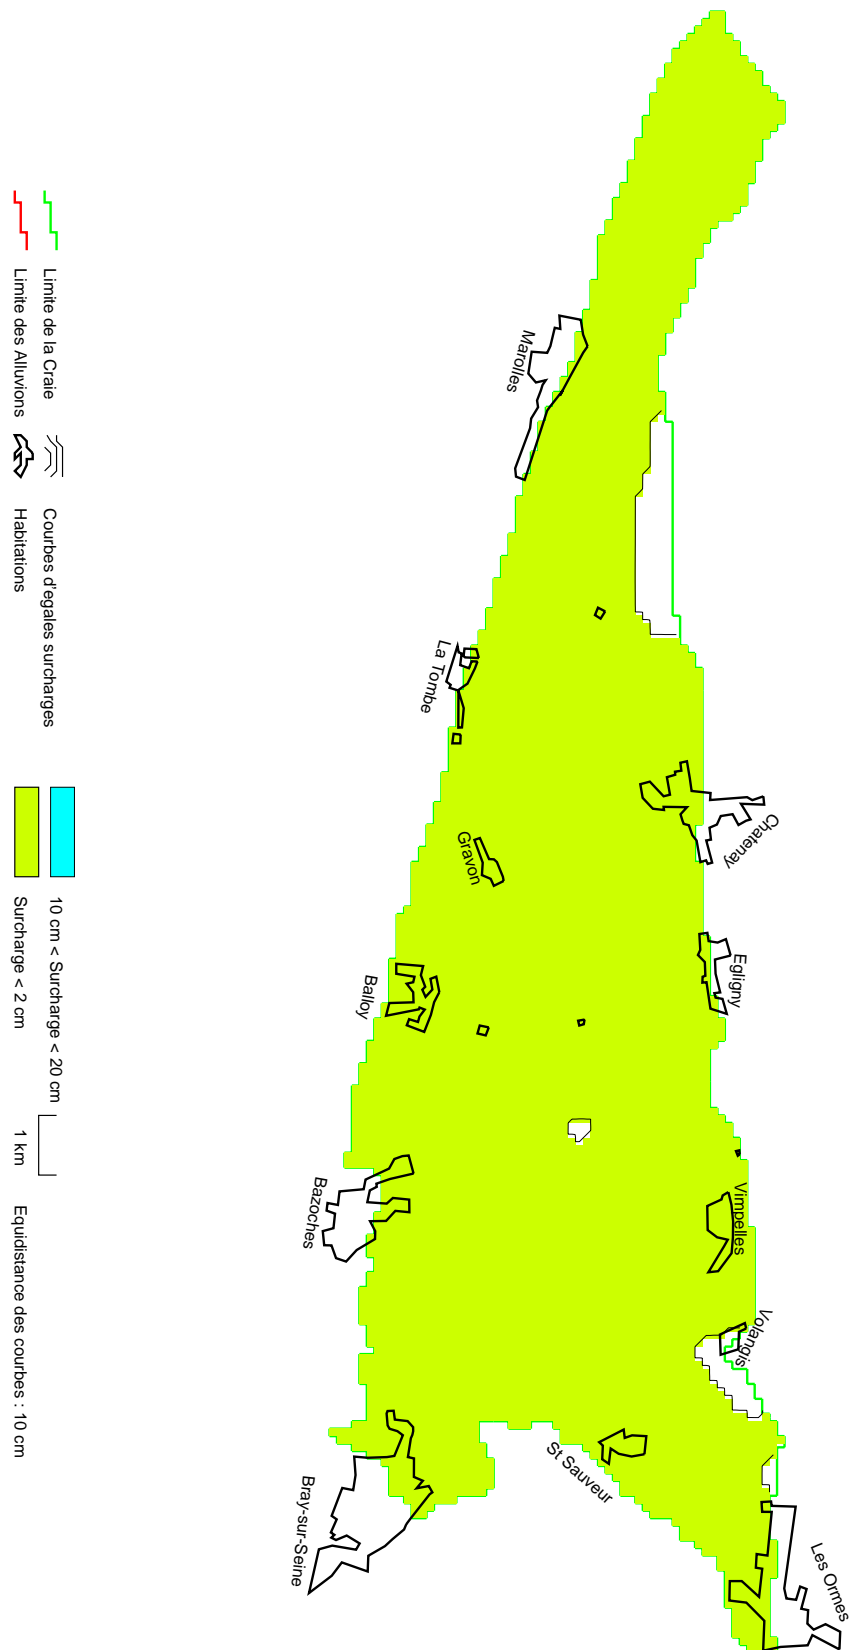 Marolles
La Tombe
Chatenay
Gravon
Egligny
Balloy
Vimpelles
Bazoches
Volangis
St Sauveur
Bray-sur-Seine
Les Ormes
Limite de la Craie
Limite des Alluvions
Courbes d'egales surcharges
Habitations
10 cm < Surcharge < 20 cm
Surcharge < 2 cm
1 km
Equidistance des courbes : 10 cm